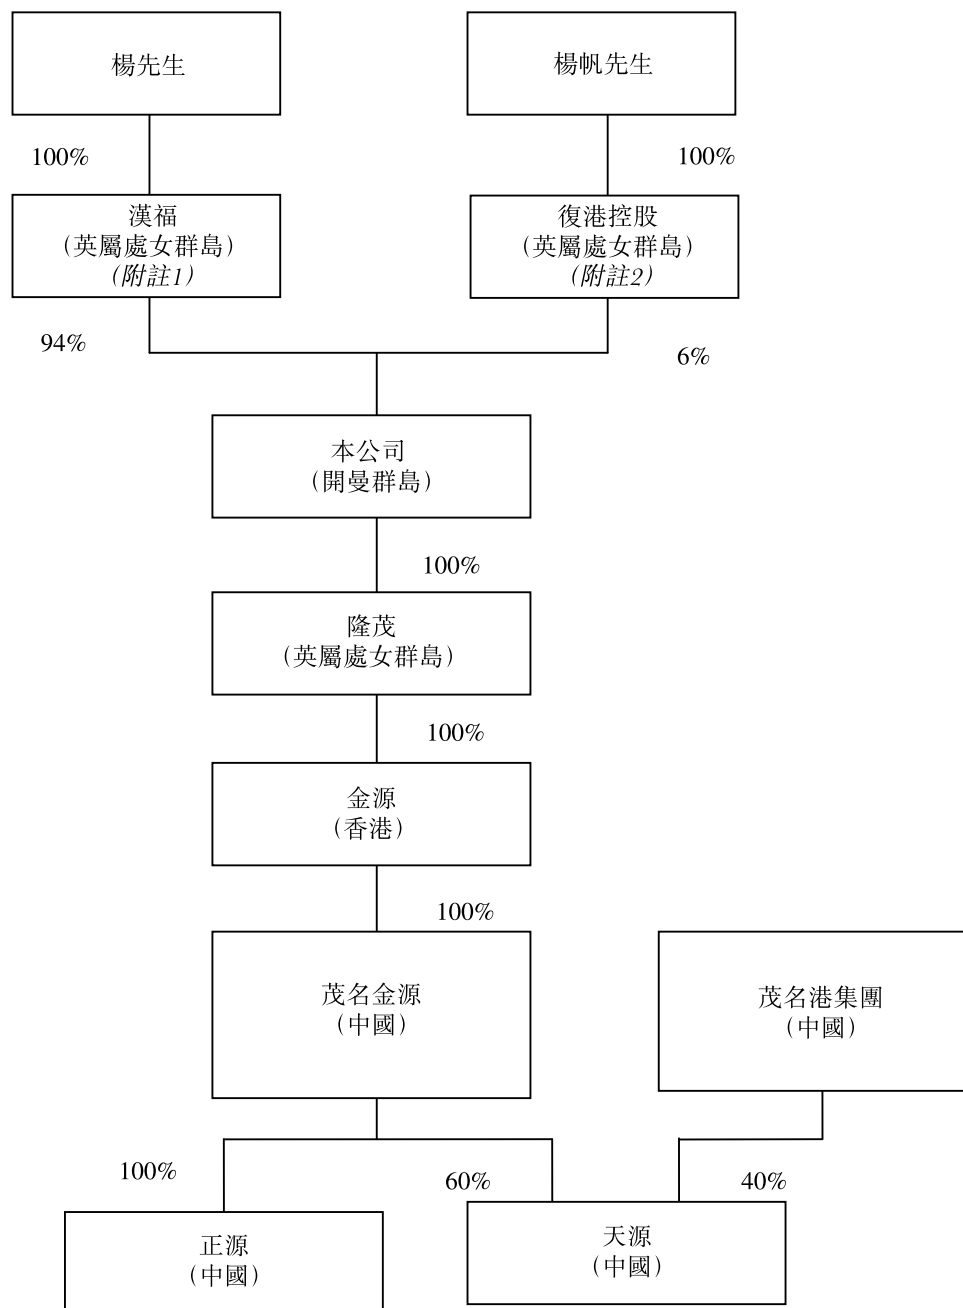 楊先生
楊帆先生
100%
100%
漢福
(英屬處女群島)
(附註1)
復港控股
(英屬處女群島)
(附註2)
94%
6%
本公司
(開曼群島)
100%
隆茂
(英屬處女群島)
100%
金源
(香港)
100%
茂名金源
(中國)
茂名港集團
(中國)
100%
60%
40%
正源
(中國)
天源
(中國)